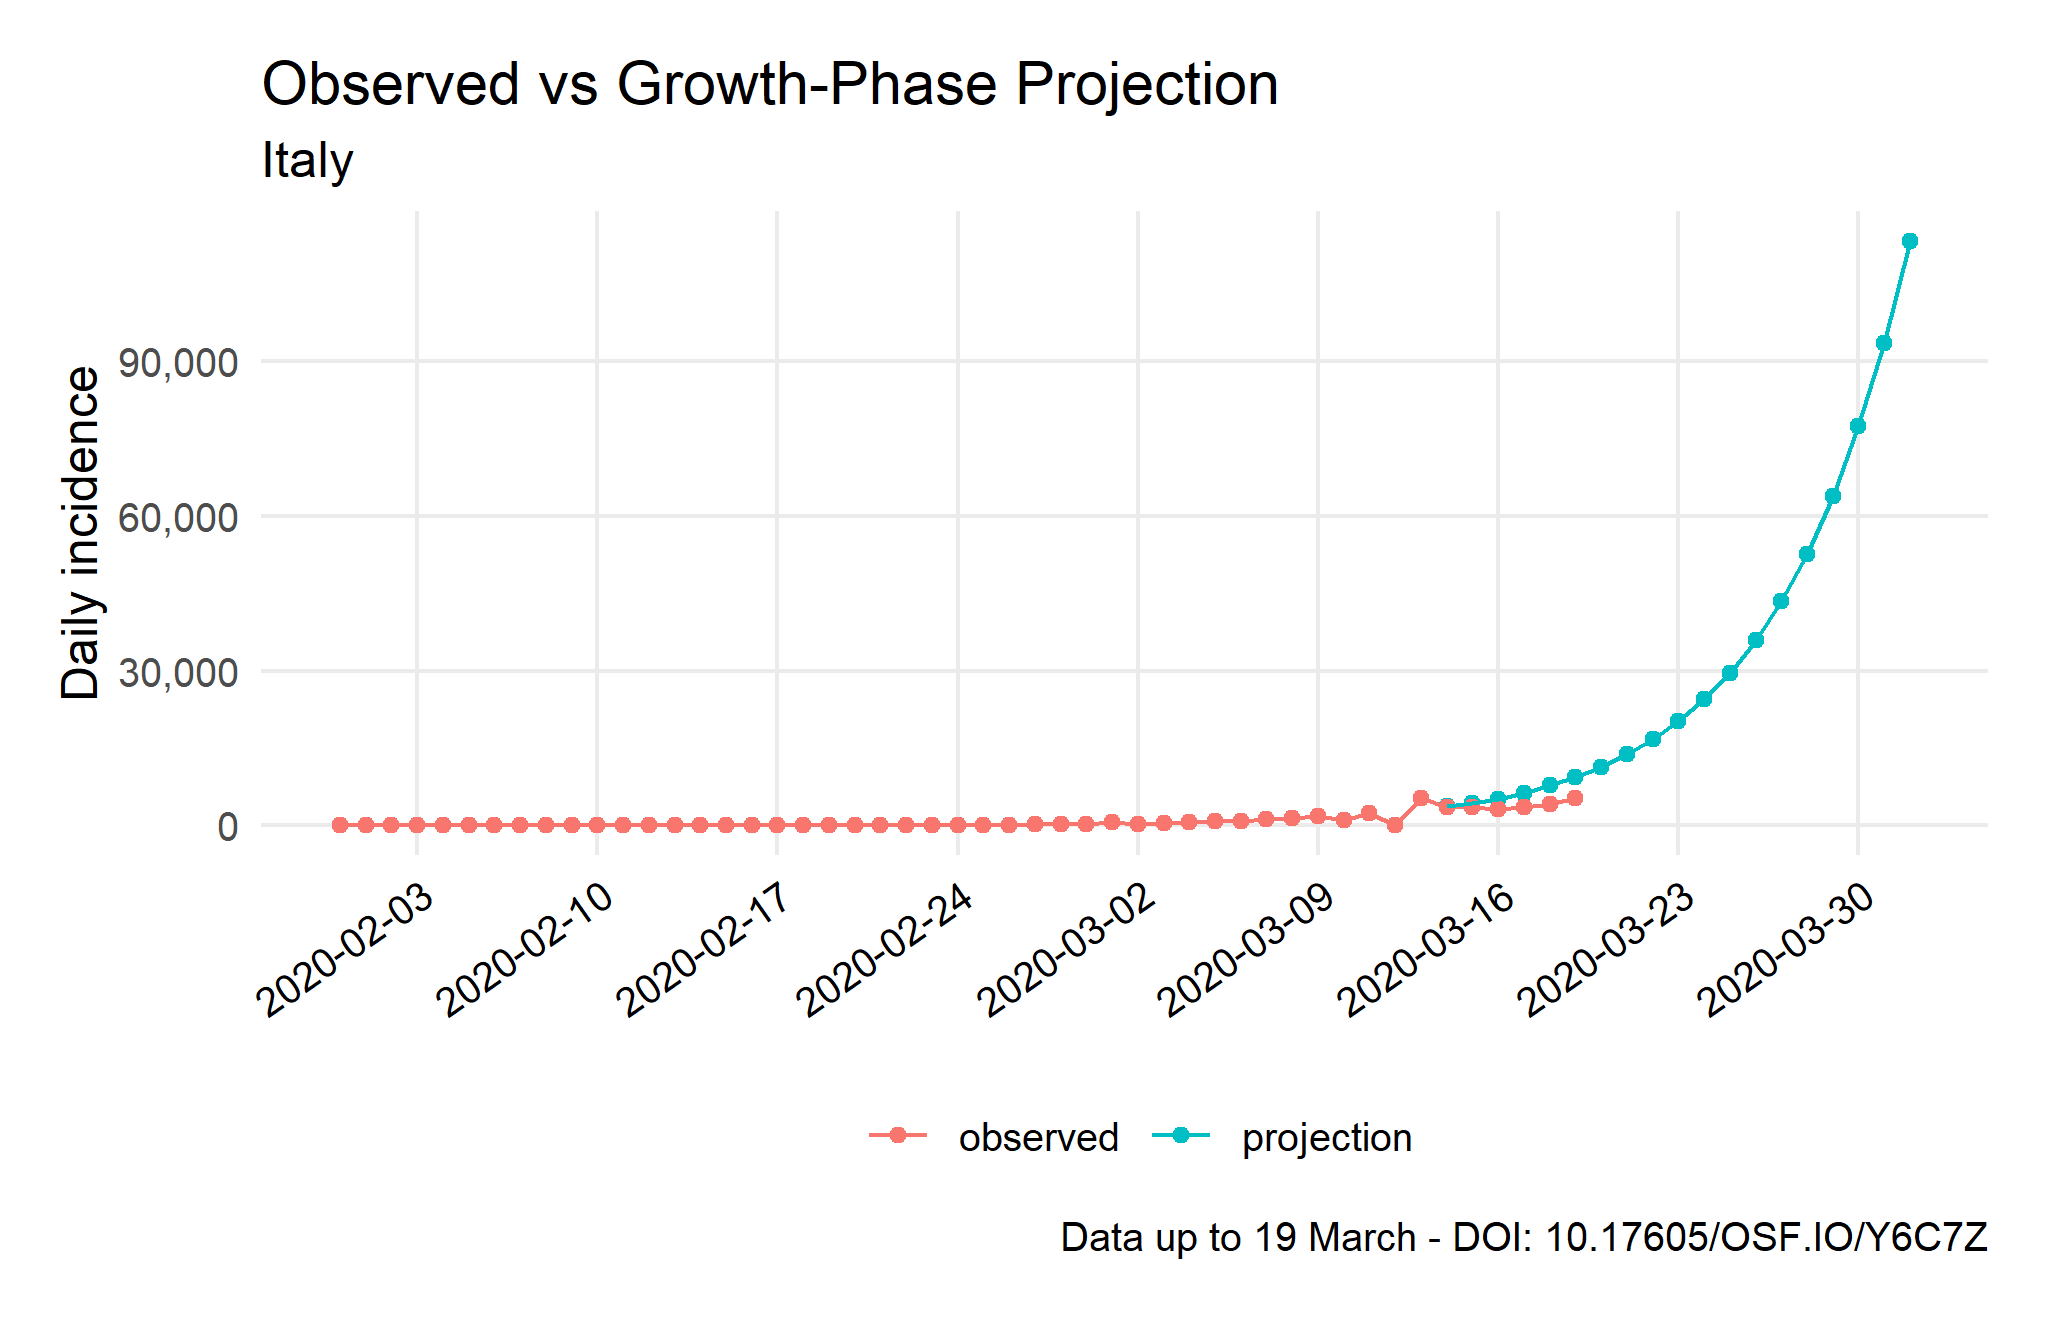 Observed vs Growth-Phase Projection
Italy
Daily incidence
90,000
60,000
30,000
0
2020-02-03
2020-02-10
2020-02-17
2020-02-24
2020-03-02
2020-03-09
2020-03-16
2020-03-23
2020-03-30
observed
projection
Data up to 19 March - DOI: 10.17605/OSF.IO/Y6C7Z